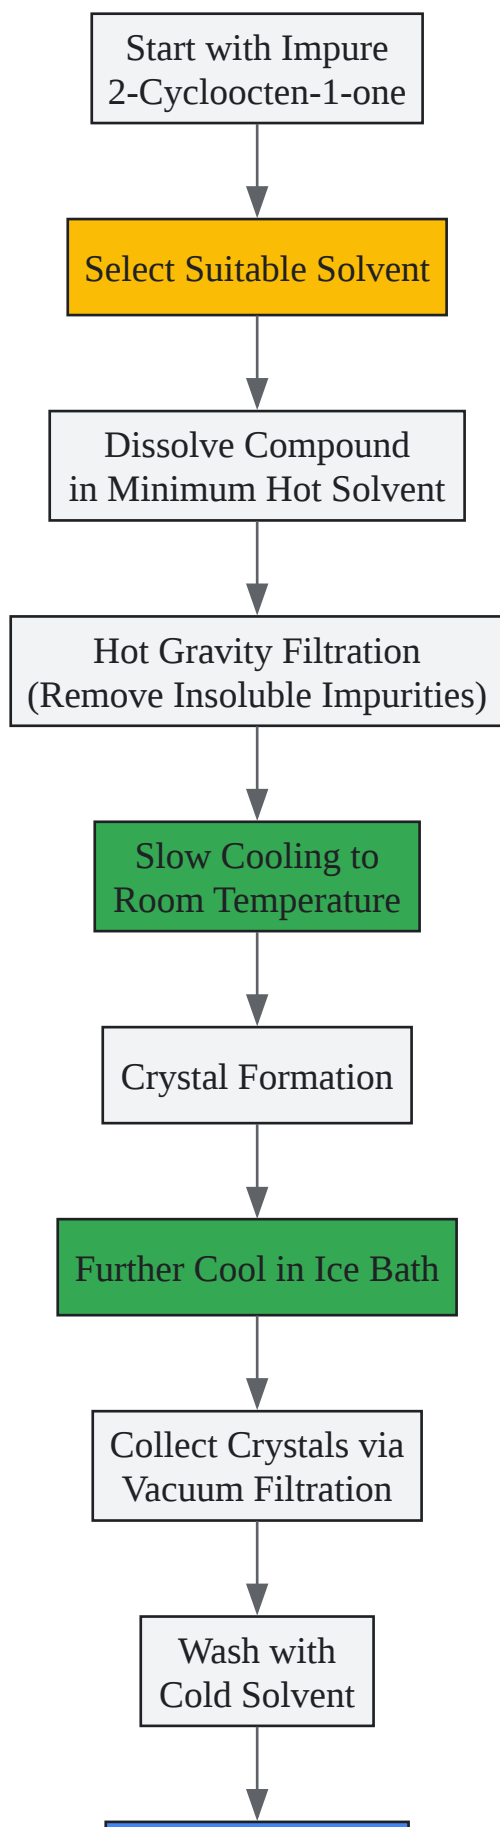 Start with Impure
2-Cycloocten-1-one
Select Suitable Solvent
Dissolve Compound
in Minimum Hot Solvent
Hot Gravity Filtration
(Remove Insoluble Impurities)
Slow Cooling to
Room Temperature
Crystal Formation
Further Cool in Ice Bath
Collect Crystals via
Vacuum Filtration
Wash with
Cold Solvent